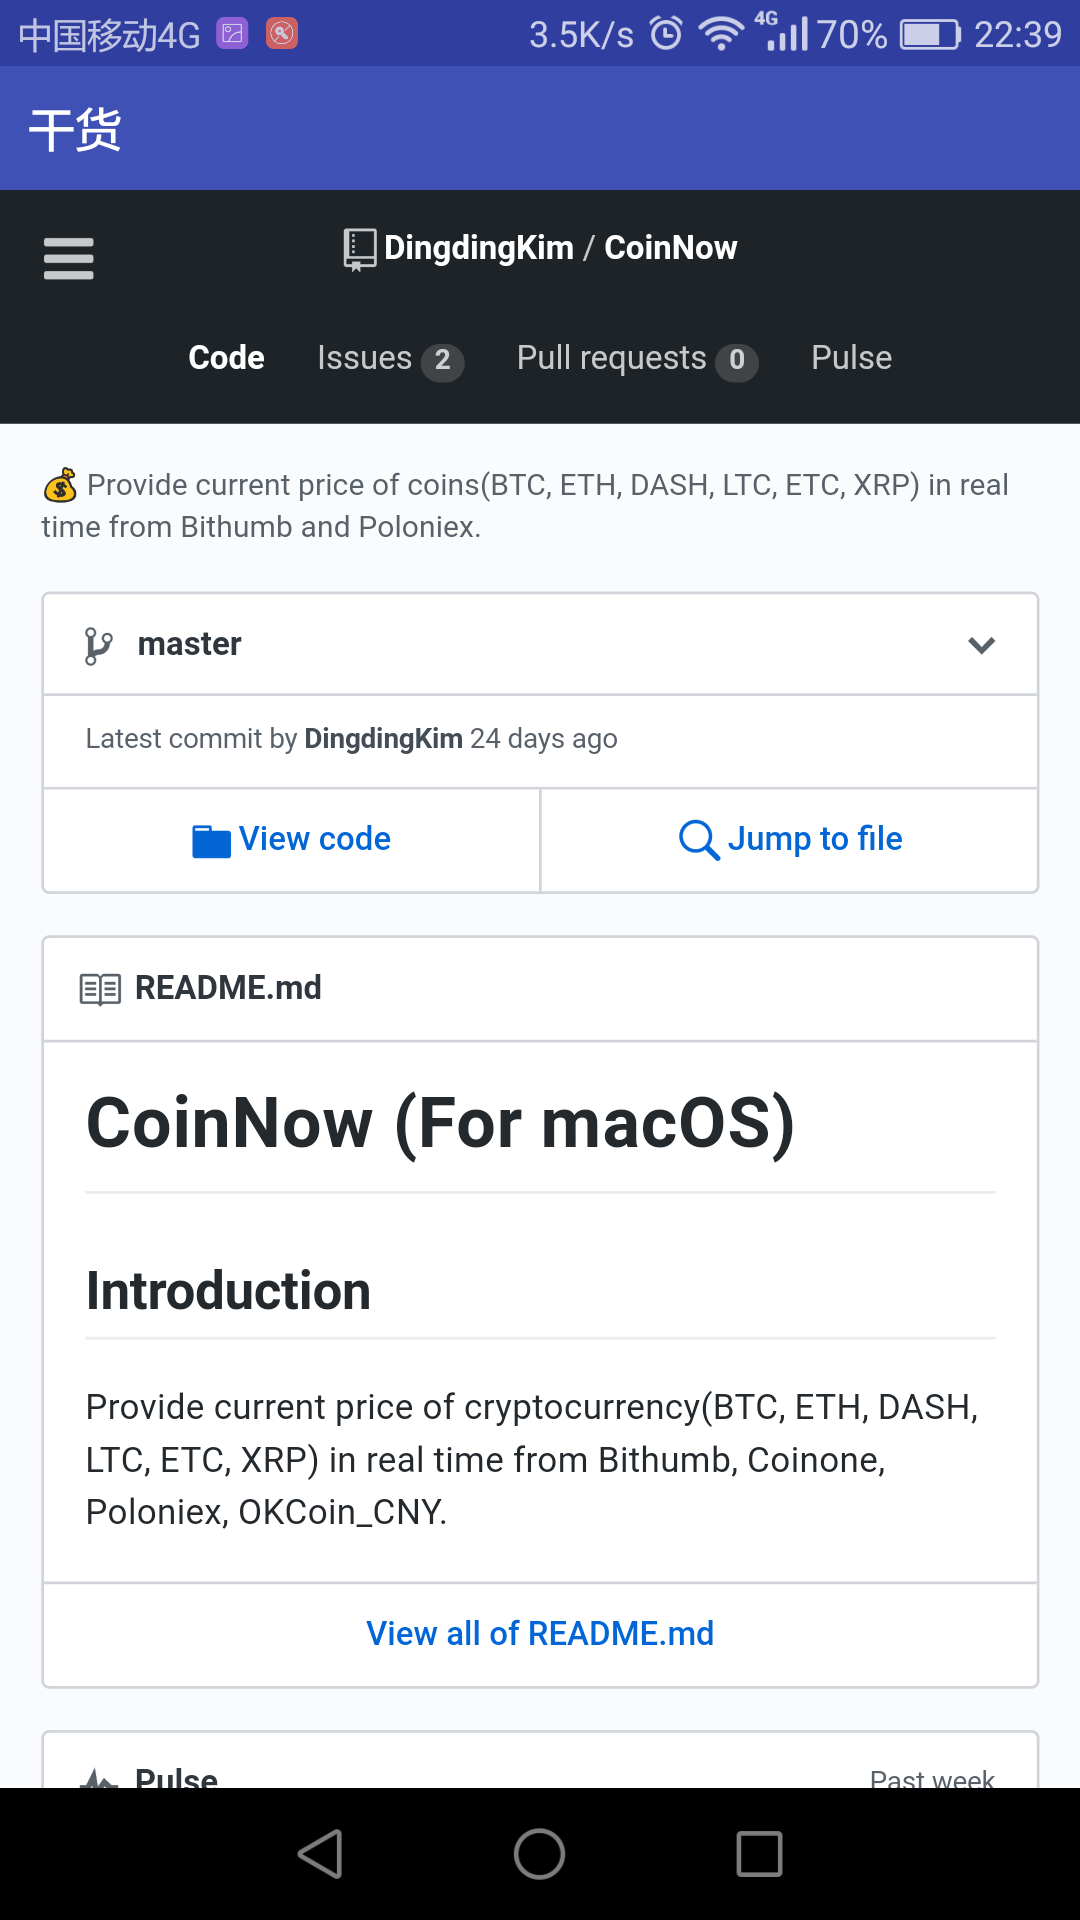 中国移动4G 3.5K/s 4G 70% 22:39
干货
DingdingKim / CoinNow
Code Issues 2 Pull requests 0 Pulse
💰 Provide current price of coins(BTC, ETH, DASH, LTC, ETC, XRP) in real
time from Bithumb and Poloniex.
master
Latest commit by DingdingKim 24 days ago
View code Jump to file
README.md
CoinNow (For macOS)
Introduction
Provide current price of cryptocurrency(BTC, ETH, DASH,
LTC, ETC, XRP) in real time from Bithumb, Coinone,
Poloniex, OKCoin_CNY.
View all of README.md
Pulse Past week